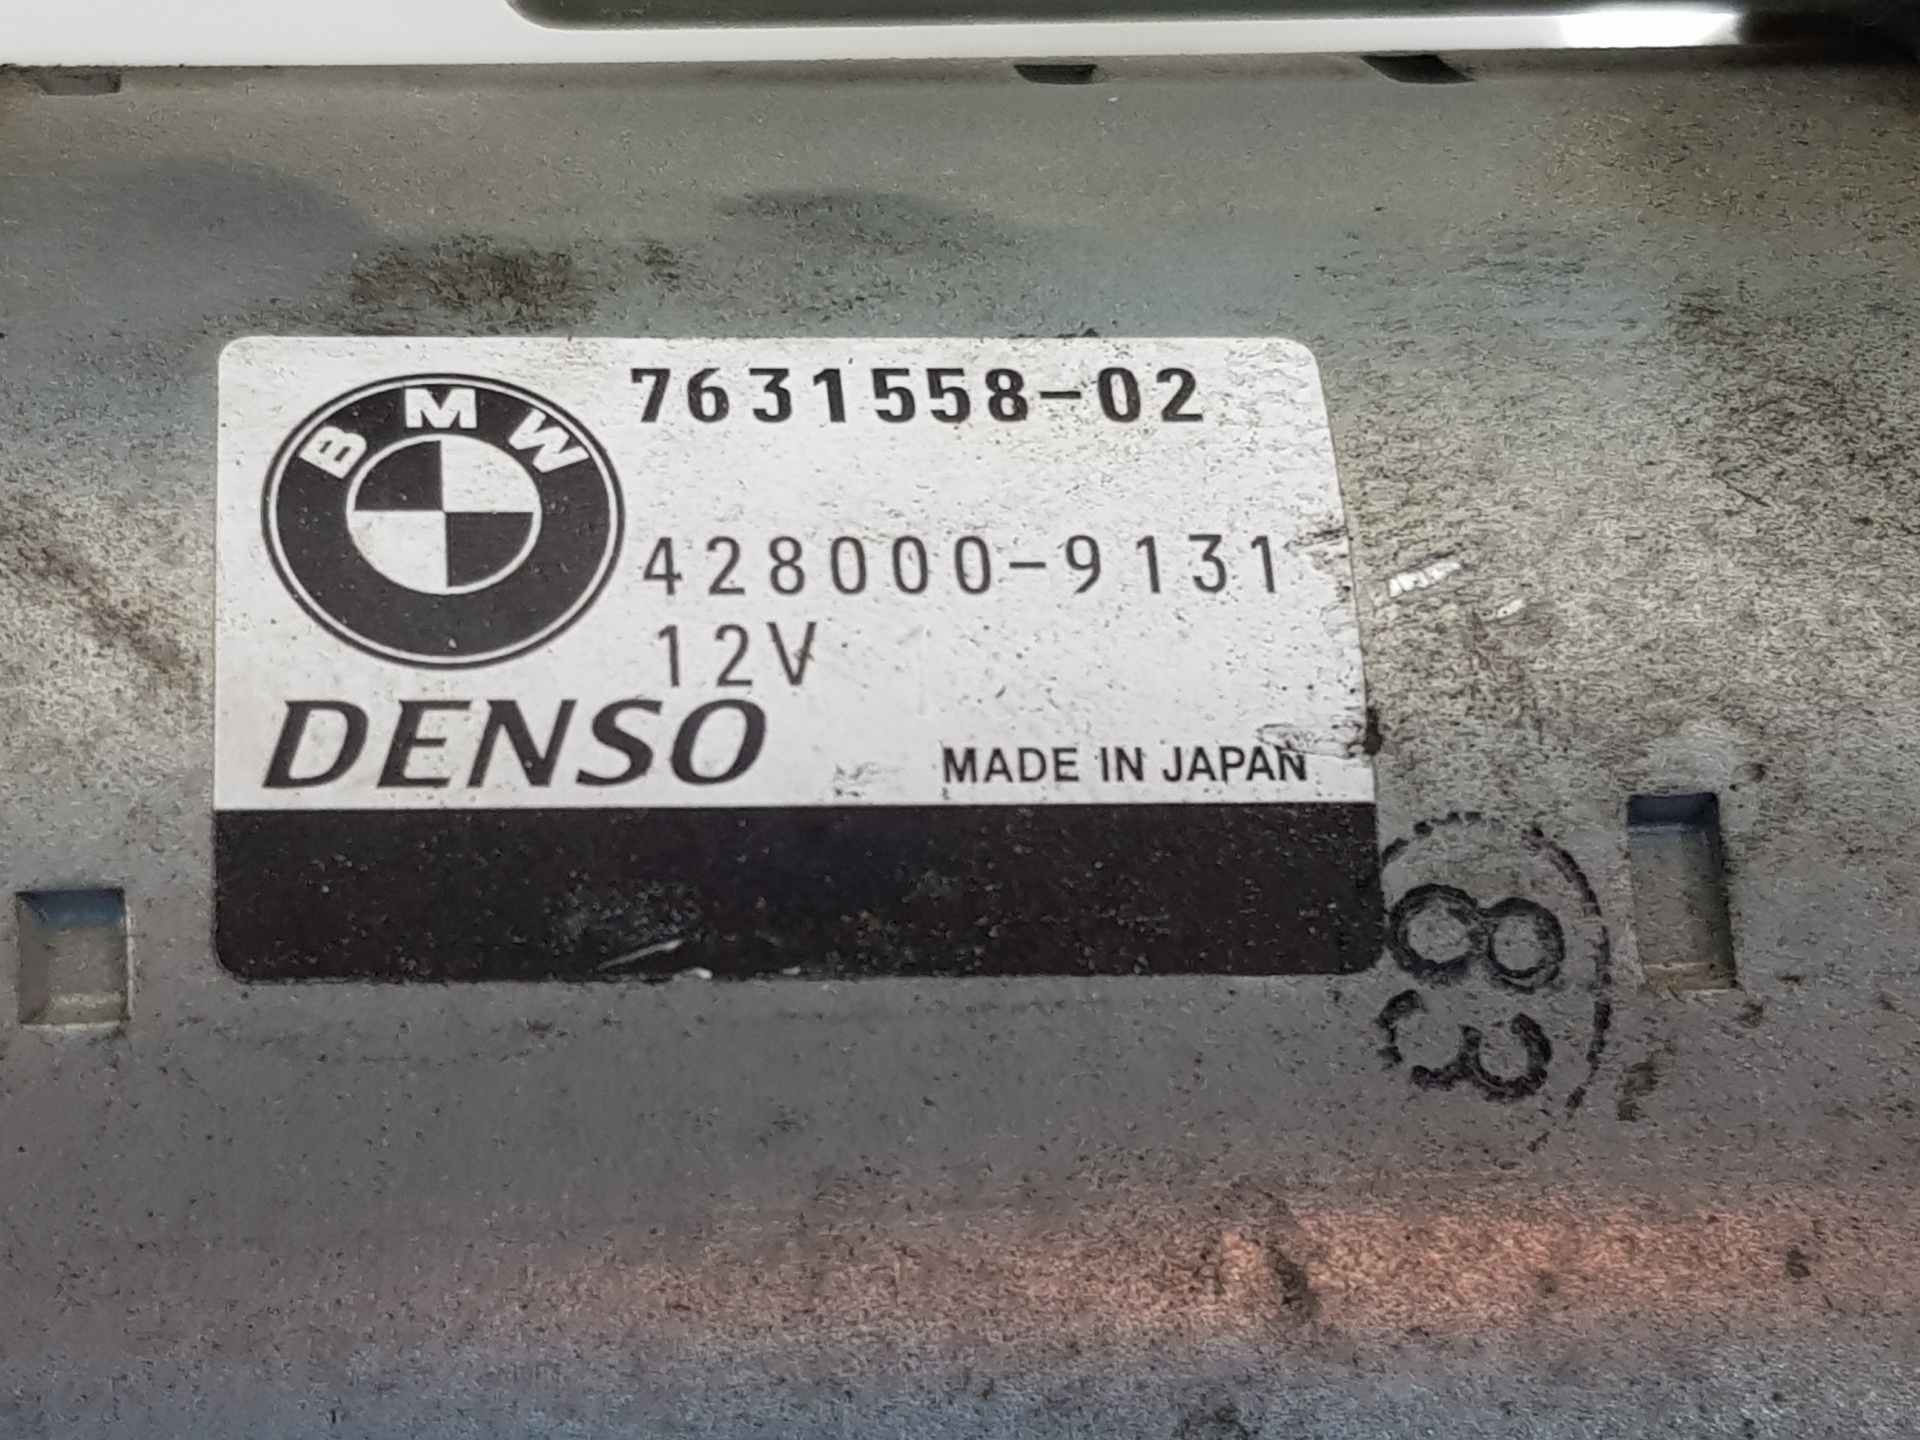 BMW
7631558-02
428000-9131
12V
DENSO
MADE IN JAPAN
83